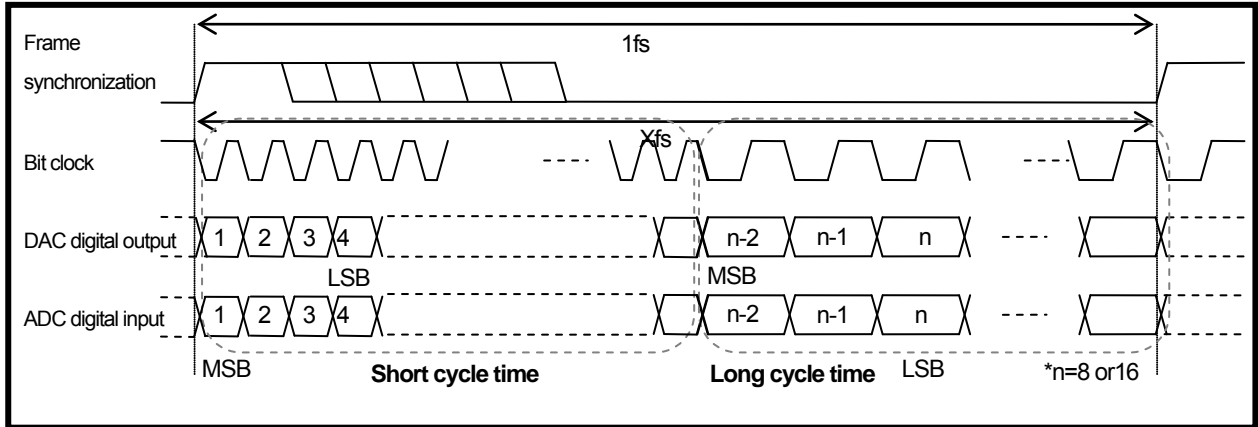 1fs
Frame
synchronization
Xfs
Bit clock
DAC digital output 1 2 3 4 n-2 n-1 n
LSB MSB
ADC digital input 1 2 3 4 n-2 n-1 n
MSB Short cycle time Long cycle time LSB *n=8 or16